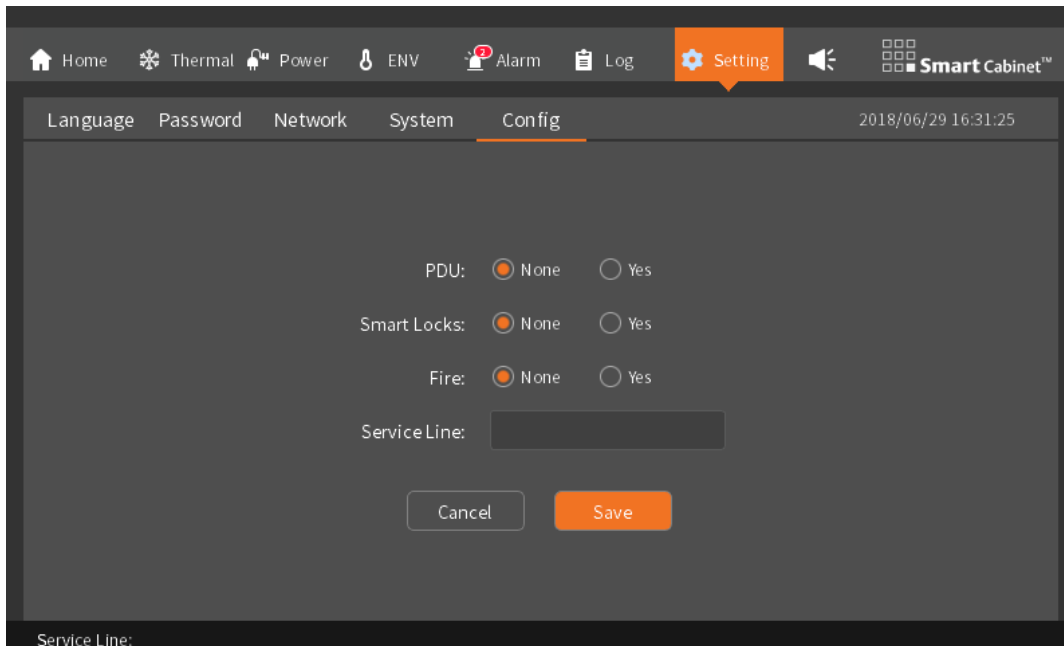 Home Thermal Power ENV 2 Alarm Log Setting Smart Cabinet™
Language Password Network System Config 2018/06/29 16:31:25
PDU: None Yes
Smart Locks: None Yes
Fire: None Yes
Service Line:
Cancel Save
Service Line: